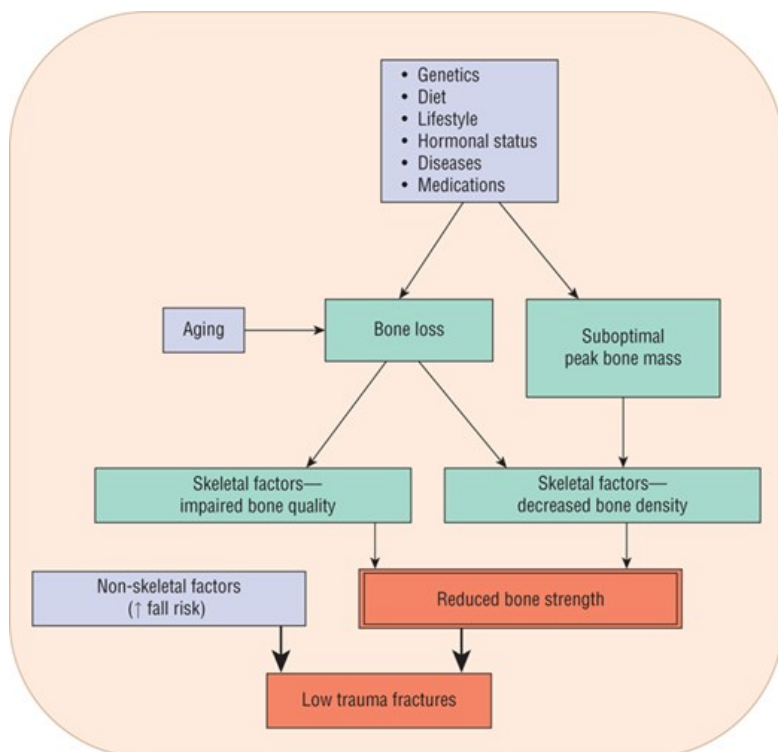 • Genetics
• Diet
• Lifestyle
• Hormonal status
• Diseases
• Medications
Aging
Bone loss
Suboptimal
peak bone mass
Skeletal factors—
impaired bone quality
Skeletal factors—
decreased bone density
Non-skeletal factors
(↑ fall risk)
Reduced bone strength
Low trauma fractures